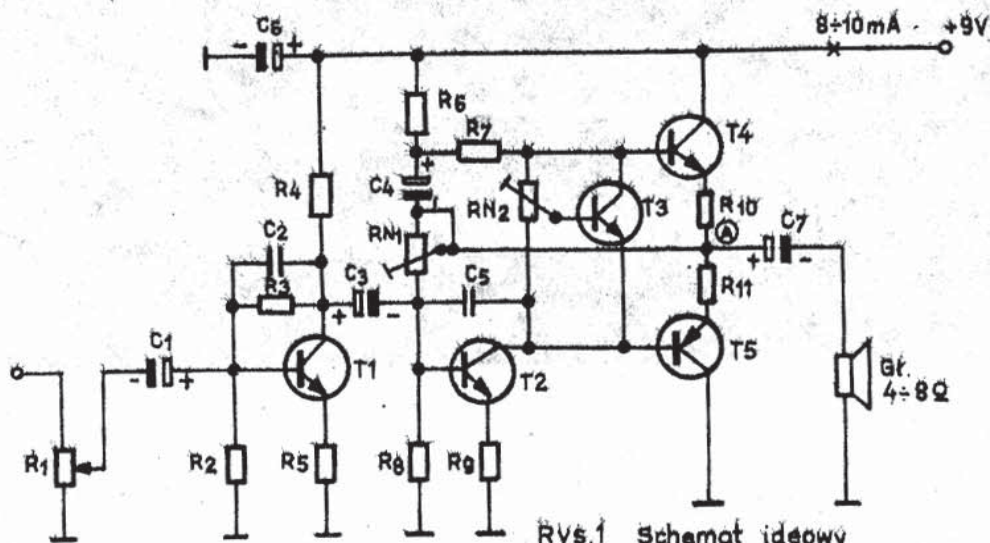 C6
- +
8÷10mA
+9V
R6
R7
T4
R4
+
C4
RN2
T3
R10
C2
RN1
A
C7
+ -
R3
C3
C5
R11
+ -
C1
T1
T2
T5
Gł.
4÷8Ω
- +
R1
R2
R5
R8
R9
Rys.1 Schemat ideowy